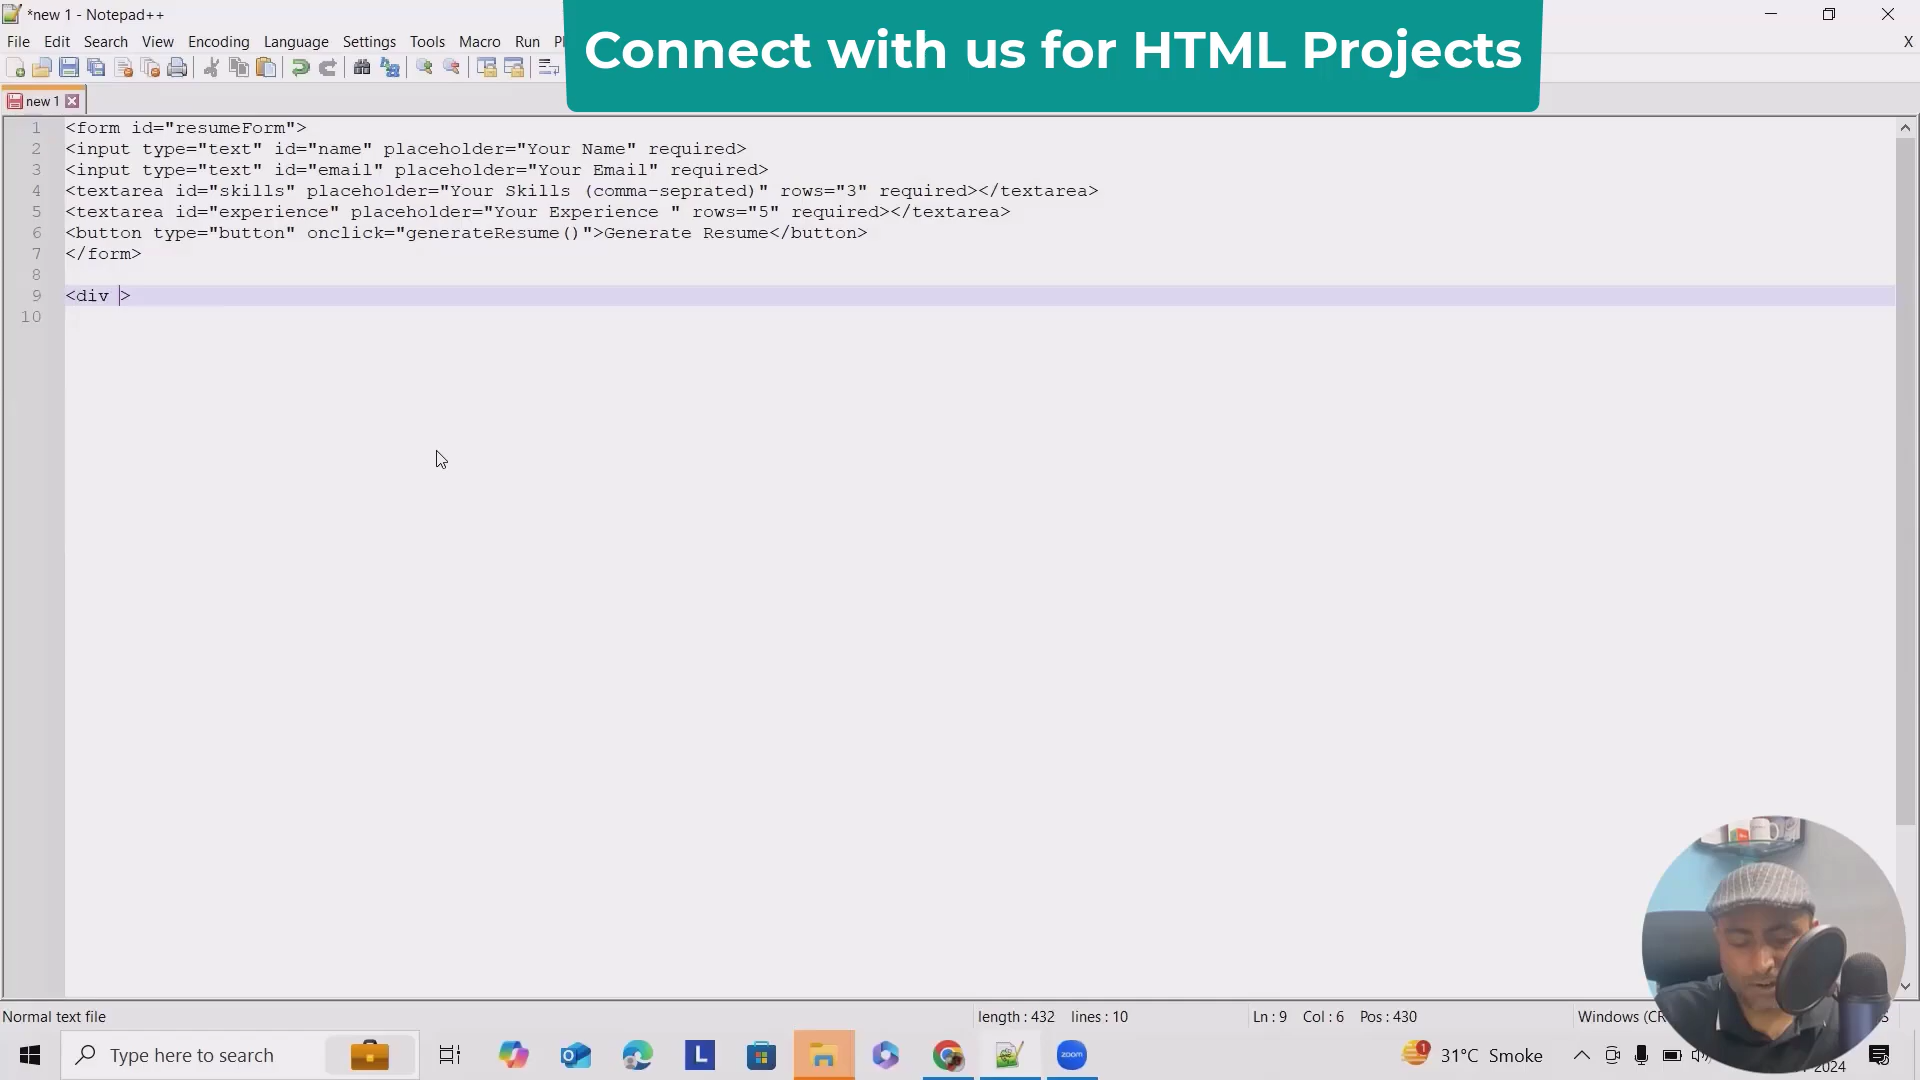 *new 1 - Notepad++
Connect with us for HTML Projects
File Edit Search View Encoding Language Settings Tools Macro Run
X
new 1
1 <form id="resumeForm">
2 <input type="text" id="name" placeholder="Your Name" required>
3 <input type="text" id="email" placeholder="Your Email" required>
4 <textarea id="skills" placeholder="Your Skills (comma-seprated)" rows="3" required></textarea>
5 <textarea id="experience" placeholder="Your Experience " rows="5" required></textarea>
6 <button type="button" onclick="generateResume()">Generate Resume</button>
7 </form>
8
9 <div >
10
Normal text file length : 432 lines : 10 Ln : 9 Col : 6 Pos : 430 Windows (CR
Type here to search L zoom 1 31°C Smoke
2024